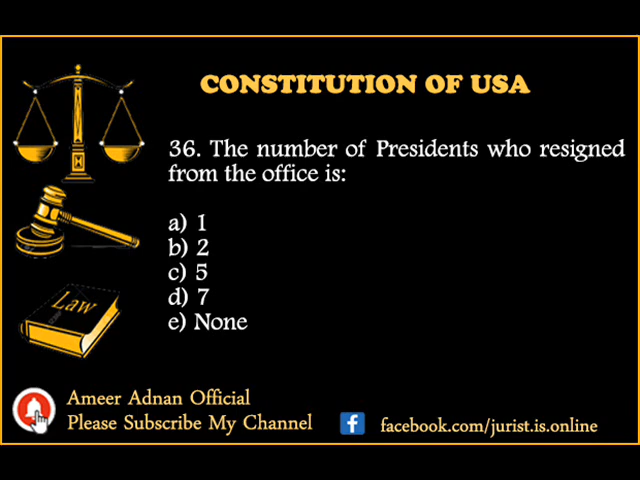 CONSTITUTION OF USA
36. The number of Presidents who resigned
from the office is:
a) 1
b) 2
c) 5
d) 7
e) None
Law
Ameer Adnan Official
Please Subscribe My Channel
facebook.com/jurist.is.online